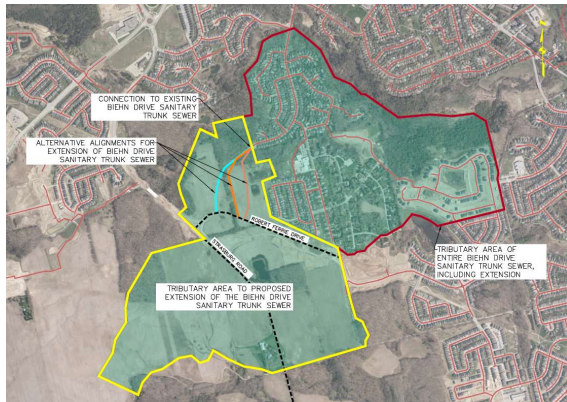 CONNECTION TO EXISTING
BIEHN DRIVE SANITARY
TRUNK SEWER
ALTERNATIVE ALIGNMENTS FOR
EXTENSION OF BIEHN DRIVE
SANITARY TRUNK SEWER
ROBERT FERRIE DRIVE
STRASBURG ROAD
TRIBUTARY AREA OF
ENTIRE BIEHN DRIVE
SANITARY TRUNK SEWER,
INCLUDING EXTENSION
TRIBUTARY AREA TO PROPOSED
EXTENSION OF THE BIEHN DRIVE
SANITARY TRUNK SEWER